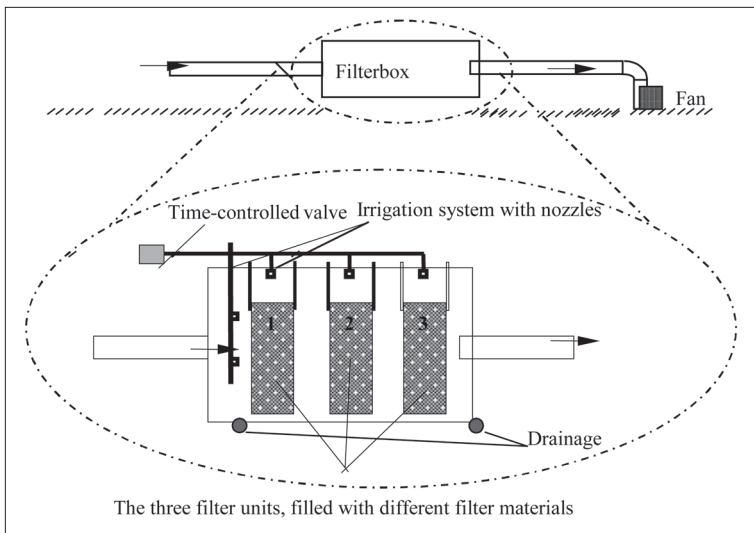 Filterbox
Fan
Time-controlled valve
Irrigation system with nozzles
1
2
3
Drainage
The three filter units, filled with different filter materials